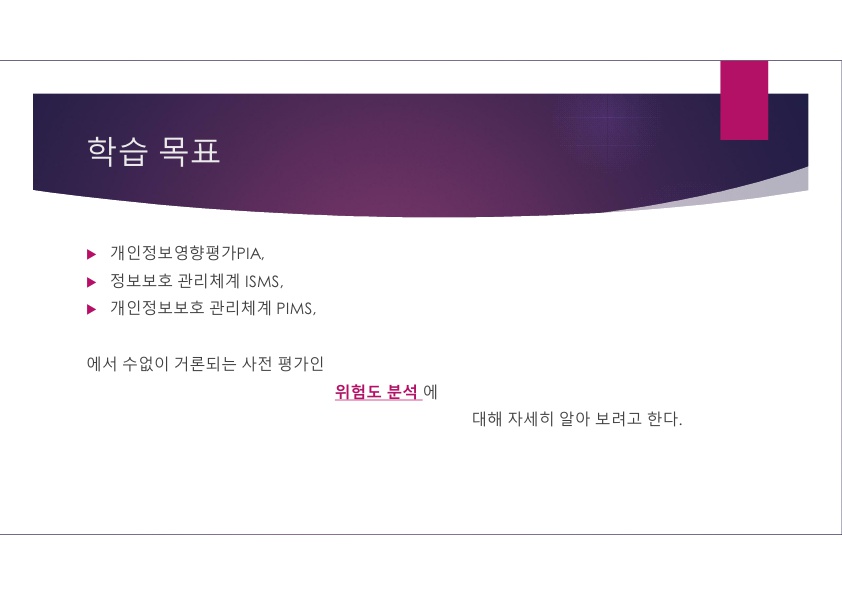 학습 목표
개인정보영향평가PIA,
정보보호 관리체계 ISMS,
개인정보보호 관리체계 PIMS,
에서 수없이 거론되는 사전 평가인
위험도 분석 에
대해 자세히 알아 보려고 한다.